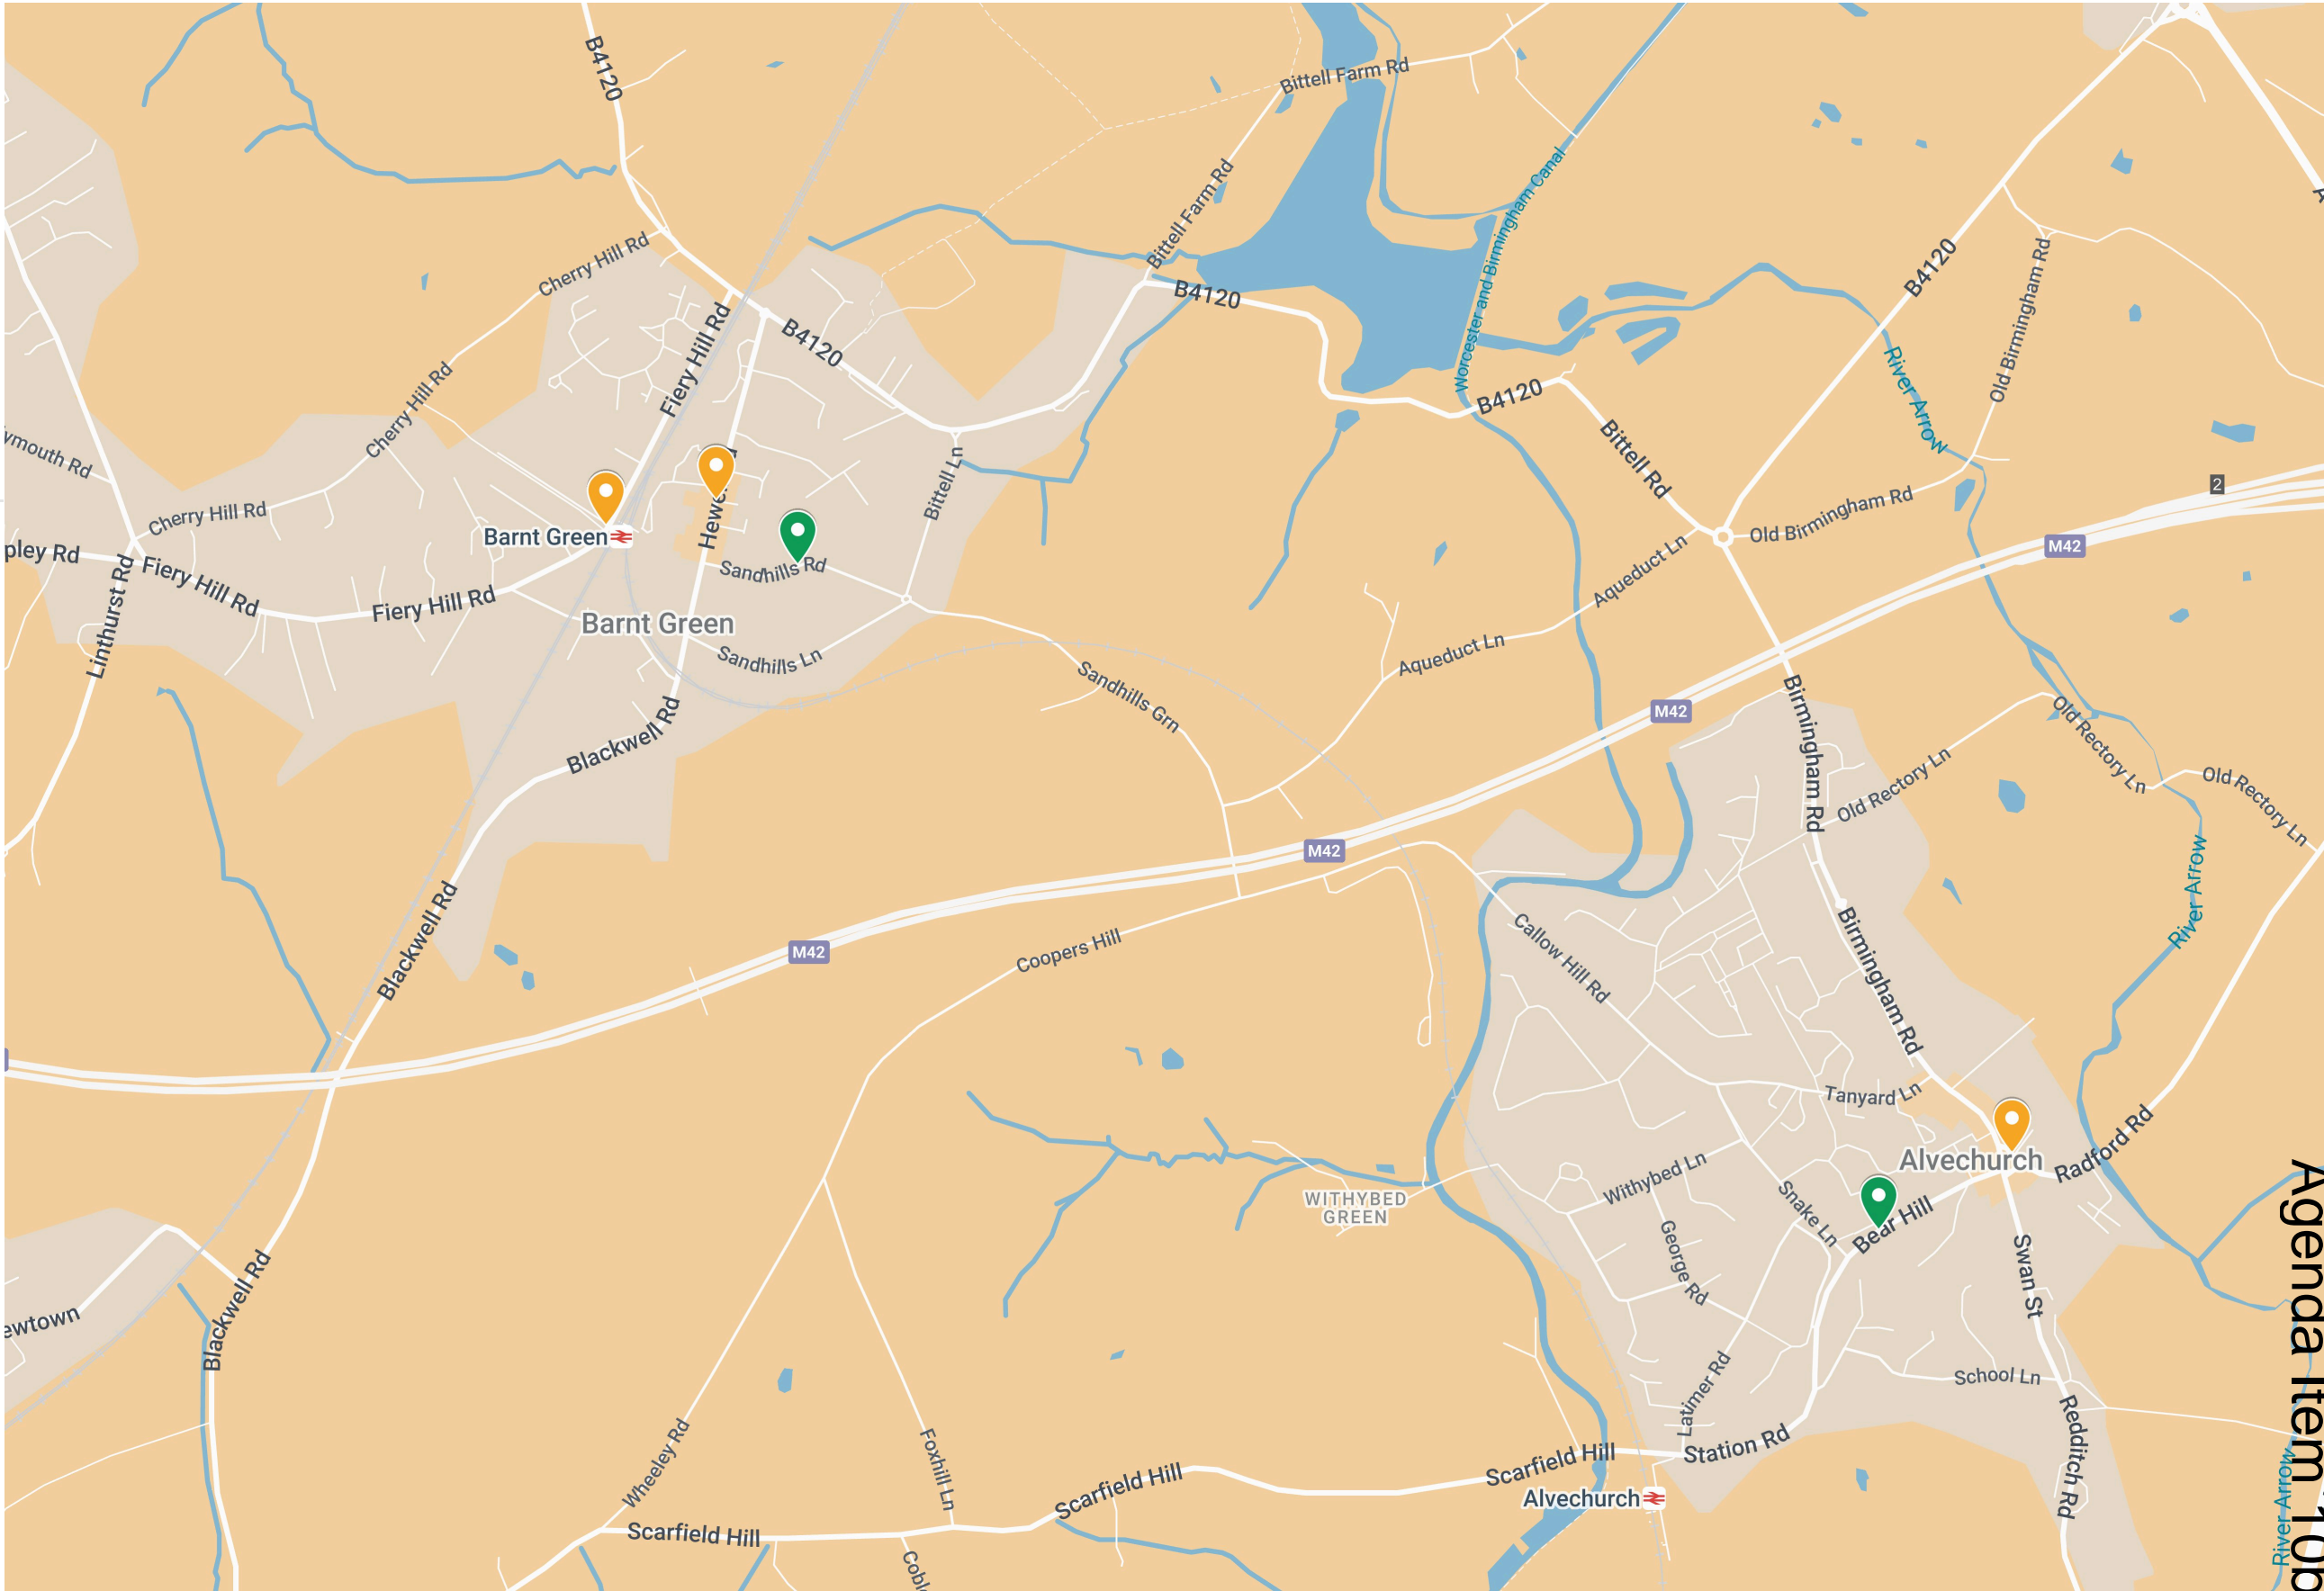 B4120
Bittell Farm Rd
Worcester and Birmingham Canal
Bittell Farm Rd
Cherry Hill Rd
B4120
Old Birmingham Rd
B4120
Fiery Hill Rd
B4120
River Arrow
Cherry Hill Rd
B4120
Bittell Rd
ymouth Rd
Bittell Ln
2
Cherry Hill Rd
Old Birmingham Rd
Barnt Green
Hewe
M42
pley Rd
Fiery Hill Rd
Sandhills Rd
Aqueduct Ln
Linthurst Rd
Fiery Hill Rd
Barnt Green
Aqueduct Ln
Sandhills Ln
Sandhills Grn
M42
Birmingham Rd
Old Rectory Ln
Blackwell Rd
Old Rectory Ln
Old Rectory Ln
M42
River Arrow
Blackwell Rd
M42
Coopers Hill
Callow Hill Rd
Birmingham Rd
Tanyard Ln
Alvechurch
Radford Rd
Withybed Ln
WITHYBED
GREEN
Snake Ln
Bear Hill
George Rd
Swan St
Blackwell Rd
ewtown
Latimer Rd
School Ln
Redditch Rd
Wheeley Rd
Foxhill Ln
Scarfield Hill
Scarfield Hill
Station Rd
Alvechurch
Scarfield Hill
Coble
River Arrow
Agenda Item 10b